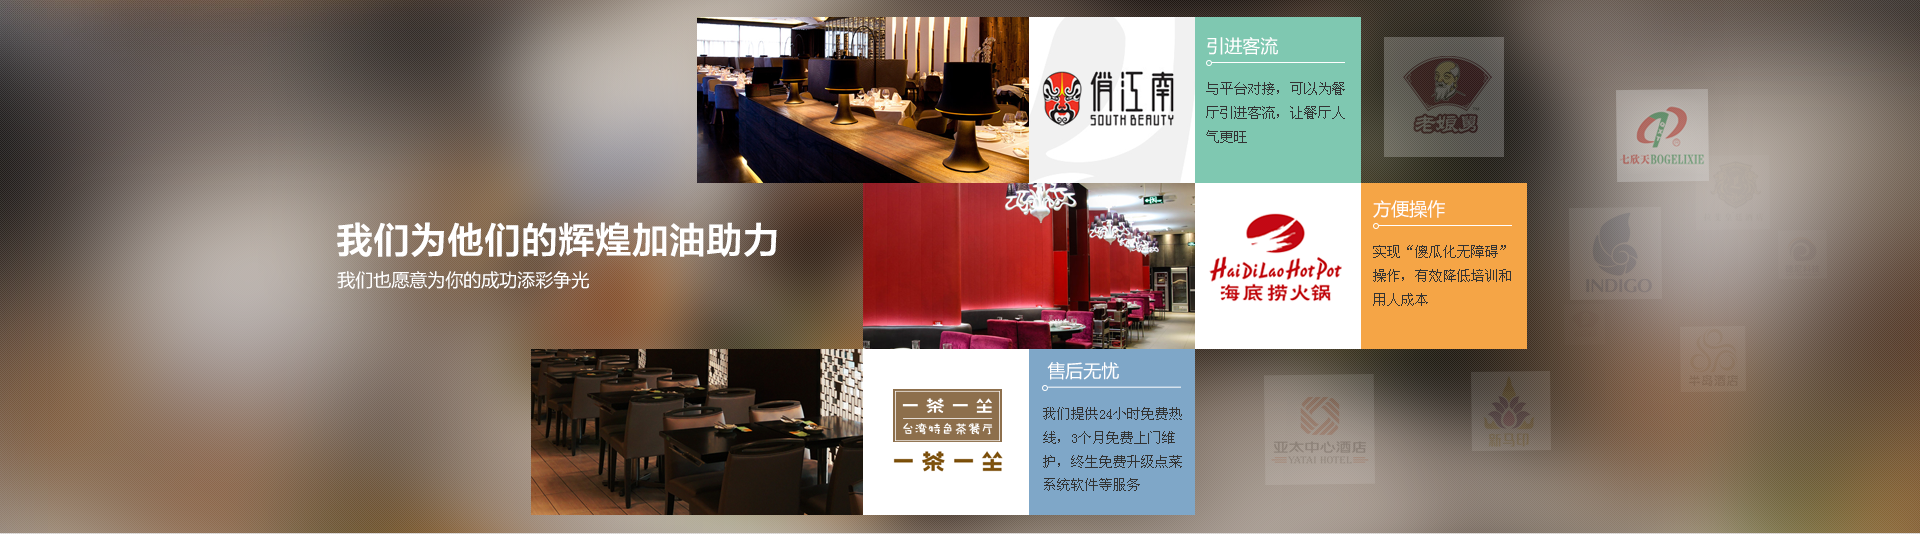 我们为他们的辉煌加油助力
我们也愿意为你的成功添彩争光
俏江南
SOUTH BEAUTY
引进客流
与平台对接，可以为餐
厅引进客流，让餐厅人
气更旺
老娘舅
七欣天BOGELIXIE
HaiDiLao HotPot
海底捞火锅
方便操作
实现“傻瓜化无障碍”
操作，有效降低培训和
用人成本
INDIGO
一茶一坐
台湾特色茶餐厅
一茶一坐
售后无忧
我们提供24小时免费热
线，3个月免费上门维
护，终生免费升级点菜
系统软件等服务
亚太中心酒店
YATAI HOTEL
新马印